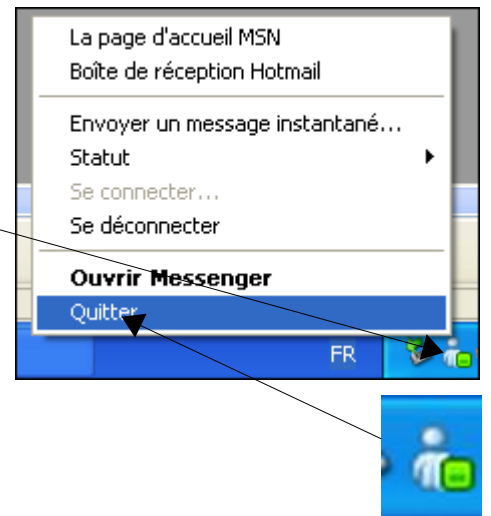 La page d'accueil MSN
Boîte de réception Hotmail
Envoyer un message instantané...
Statut
Se connecter...
Se déconnecter
Ouvrir Messenger
Quitter
FR